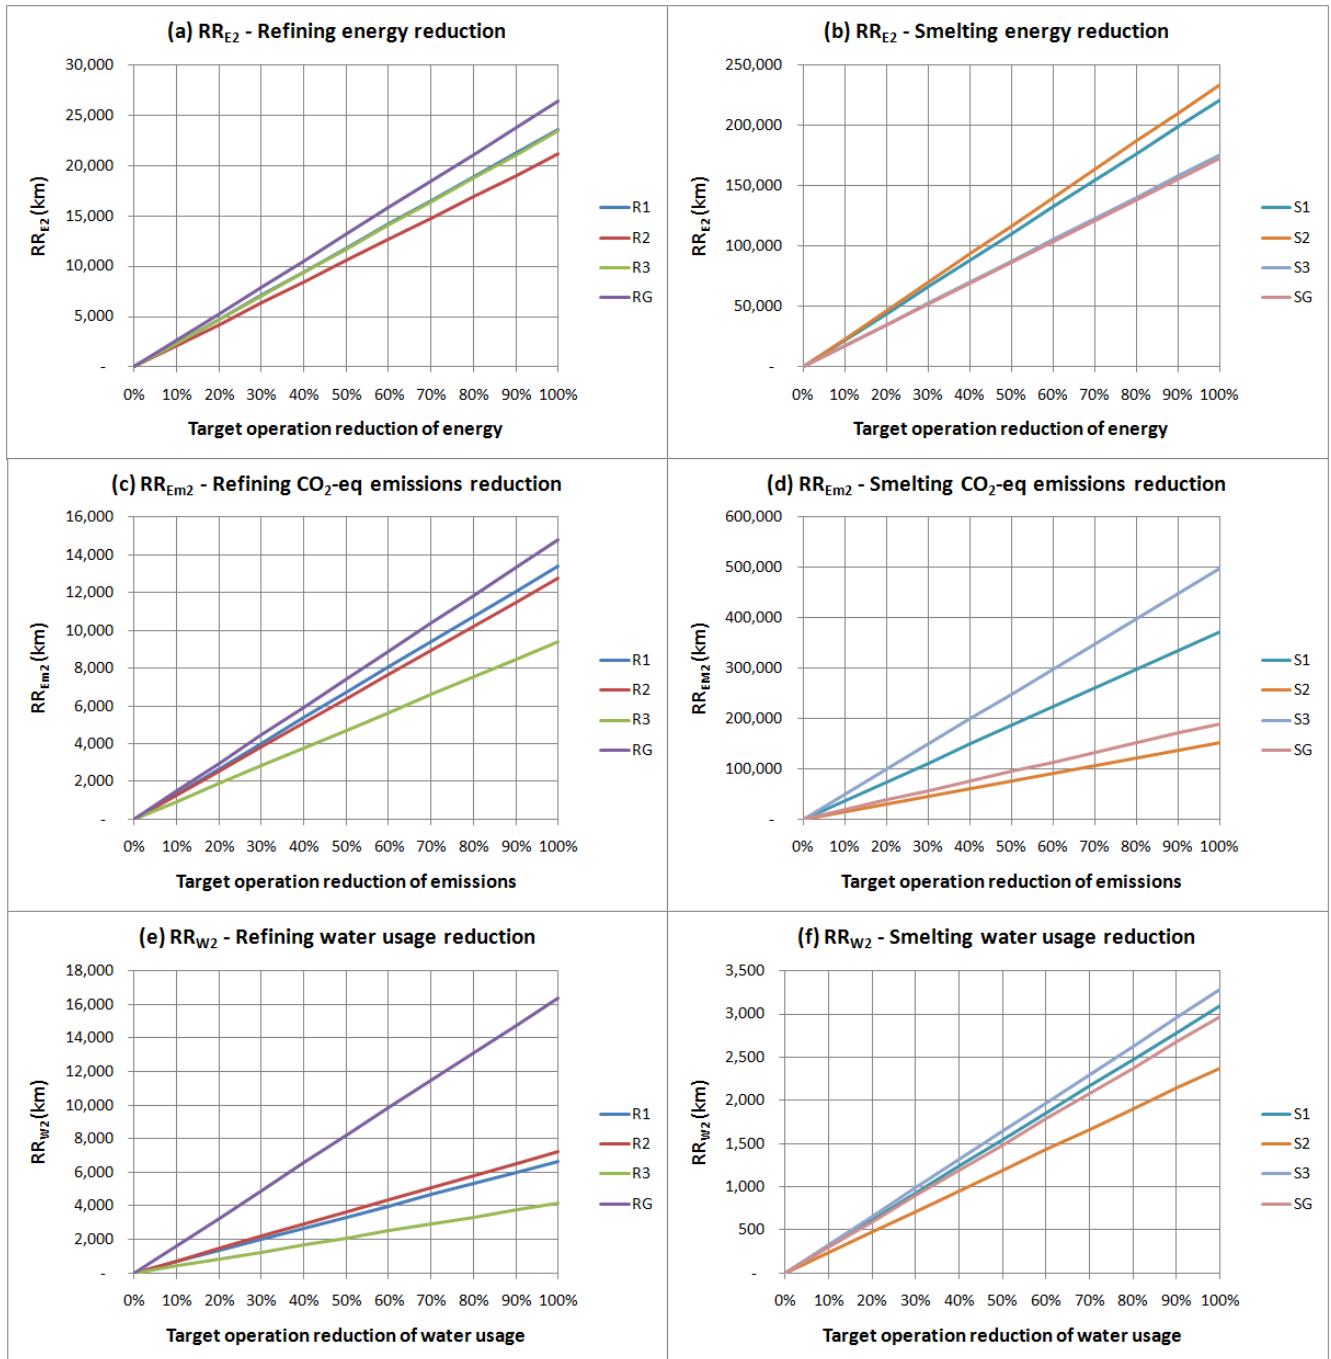 (a) RR_E2 - Refining energy reduction
30,000
25,000
20,000
15,000
10,000
5,000
-
RR_E2 (km)
0% 10% 20% 30% 40% 50% 60% 70% 80% 90% 100%
Target operation reduction of energy
R1
R2
R3
RG
(b) RR_E2 - Smelting energy reduction
250,000
200,000
150,000
100,000
50,000
-
RR_E2 (km)
0% 10% 20% 30% 40% 50% 60% 70% 80% 90% 100%
Target operation reduction of energy
S1
S2
S3
SG
(c) RR_Em2 - Refining CO₂-eq emissions reduction
16,000
14,000
12,000
10,000
8,000
6,000
4,000
2,000
-
RR_Em2 (km)
0% 10% 20% 30% 40% 50% 60% 70% 80% 90% 100%
Target operation reduction of emissions
R1
R2
R3
RG
(d) RR_Em2 - Smelting CO₂-eq emissions reduction
600,000
500,000
400,000
300,000
200,000
100,000
-
RR_EM2 (km)
0% 10% 20% 30% 40% 50% 60% 70% 80% 90% 100%
Target operation reduction of emissions
S1
S2
S3
SG
(e) RR_W2 - Refining water usage reduction
18,000
16,000
14,000
12,000
10,000
8,000
6,000
4,000
2,000
-
RR_W2 (km)
0% 10% 20% 30% 40% 50% 60% 70% 80% 90% 100%
Target operation reduction of water usage
R1
R2
R3
RG
(f) RR_W2 - Smelting water usage reduction
3,500
3,000
2,500
2,000
1,500
1,000
500
-
RR_W2 (km)
0% 10% 20% 30% 40% 50% 60% 70% 80% 90% 100%
Target operation reduction of water usage
S1
S2
S3
SG